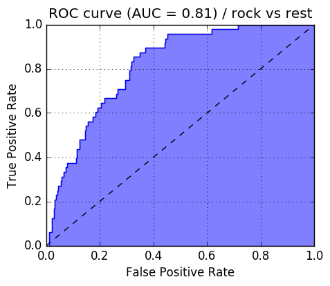 ROC curve (AUC = 0.81) / rock vs rest
1.0
0.8
0.6
0.4
0.2
0.0
True Positive Rate
0.0 0.2 0.4 0.6 0.8 1.0
False Positive Rate